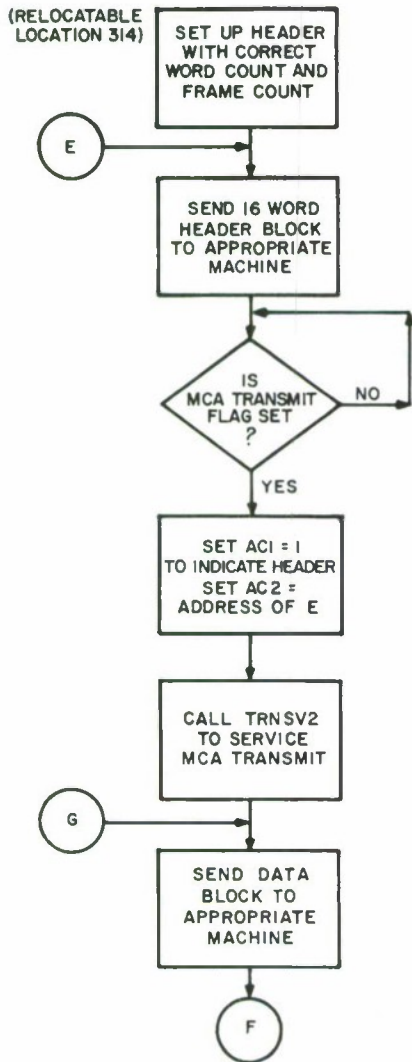 (RELOCATABLE
LOCATION 314)
SET UP HEADER
WITH CORRECT
WORD COUNT AND
FRAME COUNT
E
SEND 16 WORD
HEADER BLOCK
TO APPROPRIATE
MACHINE
IS
MCA TRANSMIT
FLAG SET
?
NO
YES
SET AC1 = 1
TO INDICATE HEADER
SET AC2 =
ADDRESS OF E
CALL TRNSV2
TO SERVICE
MCA TRANSMIT
G
SEND DATA
BLOCK TO
APPROPRIATE
MACHINE
F